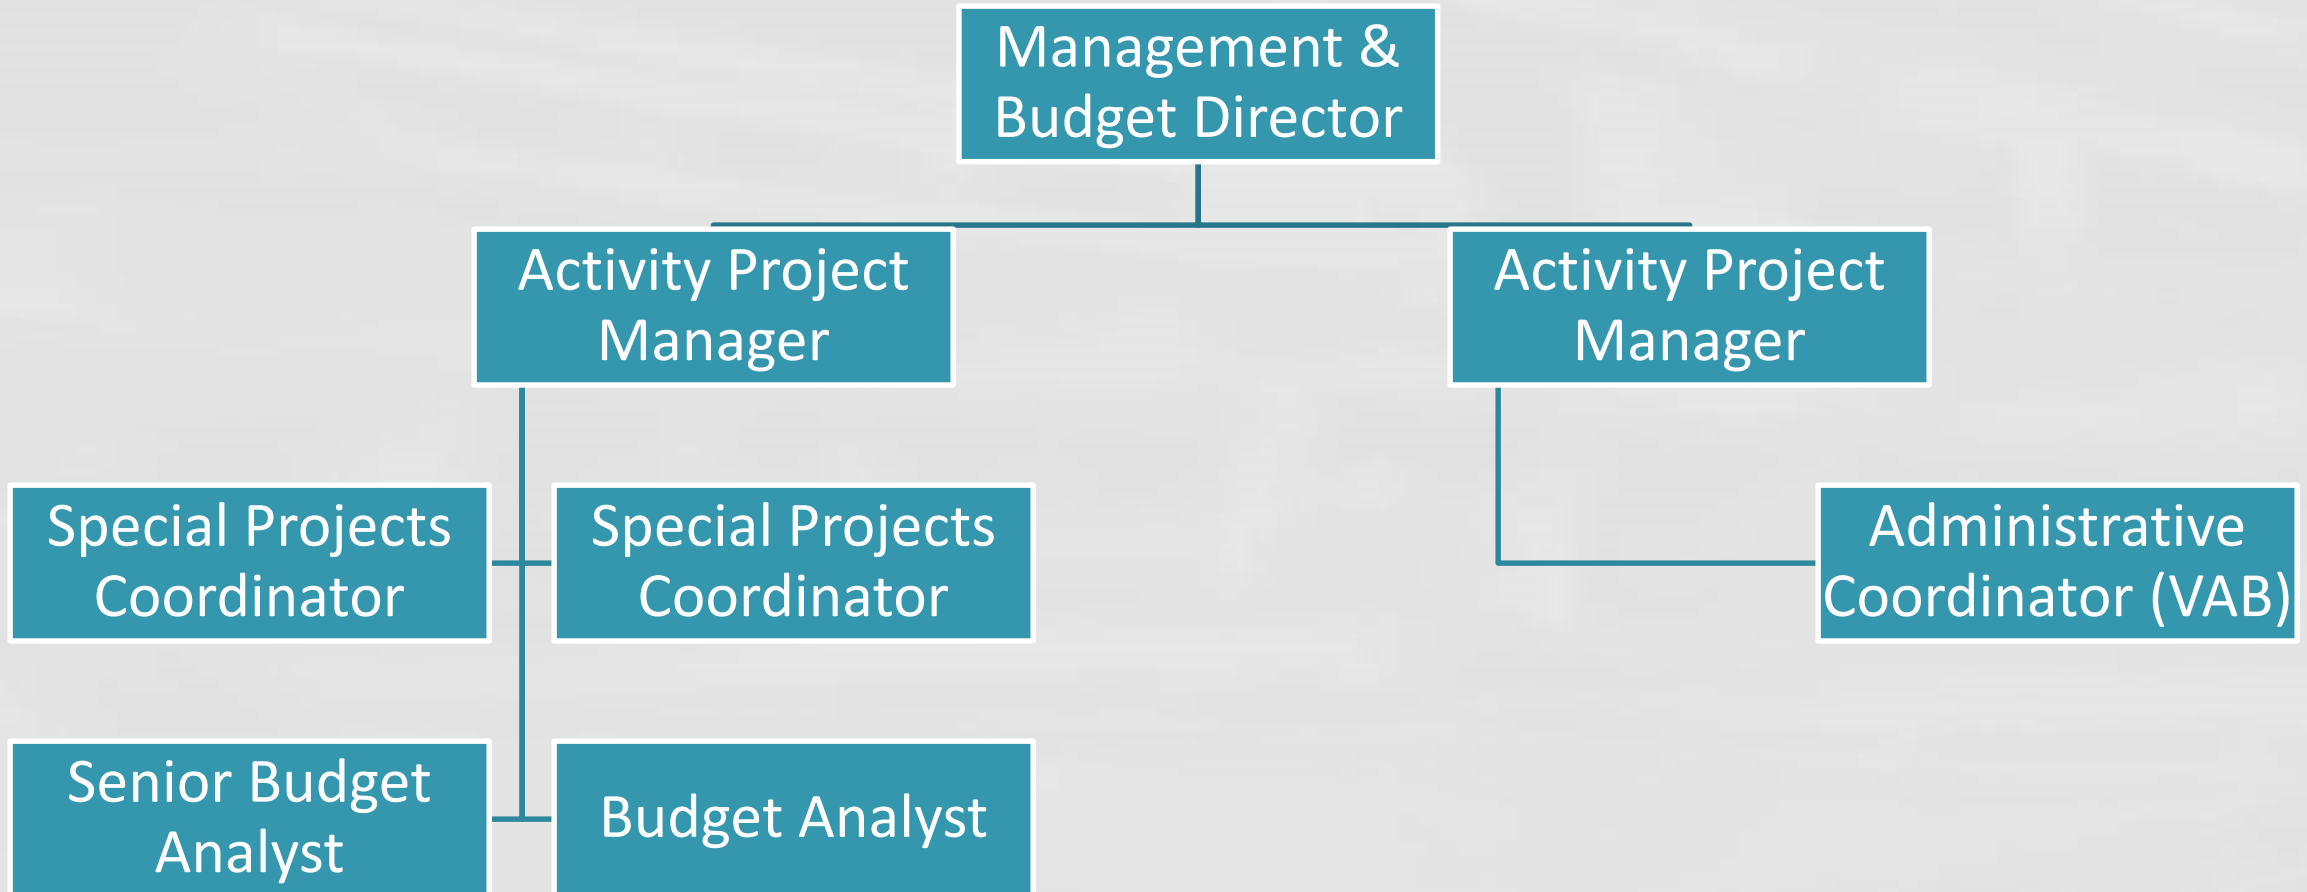 Management &
Budget Director
Activity Project
Manager
Activity Project
Manager
Special Projects
Coordinator
Special Projects
Coordinator
Administrative
Coordinator (VAB)
Senior Budget
Analyst
Budget Analyst